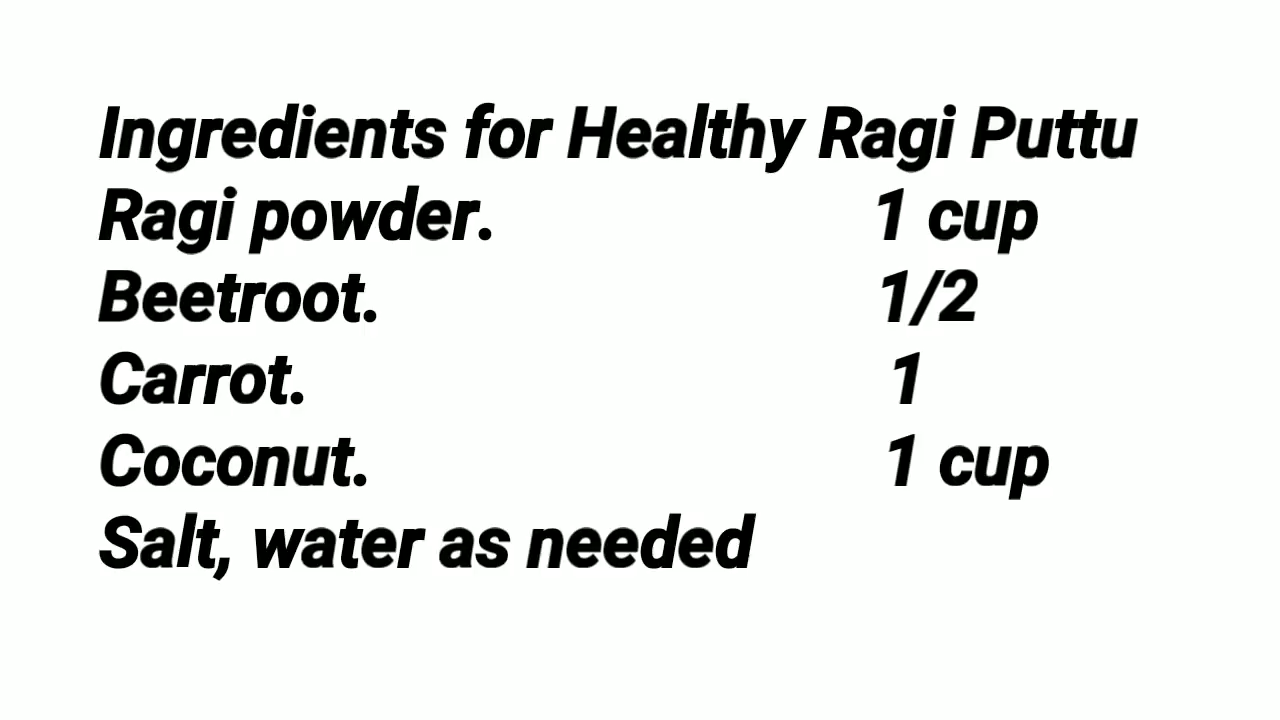 Ingredients for Healthy Ragi Puttu
Ragi powder. 1 cup
Beetroot. 1/2
Carrot. 1
Coconut. 1 cup
Salt, water as needed